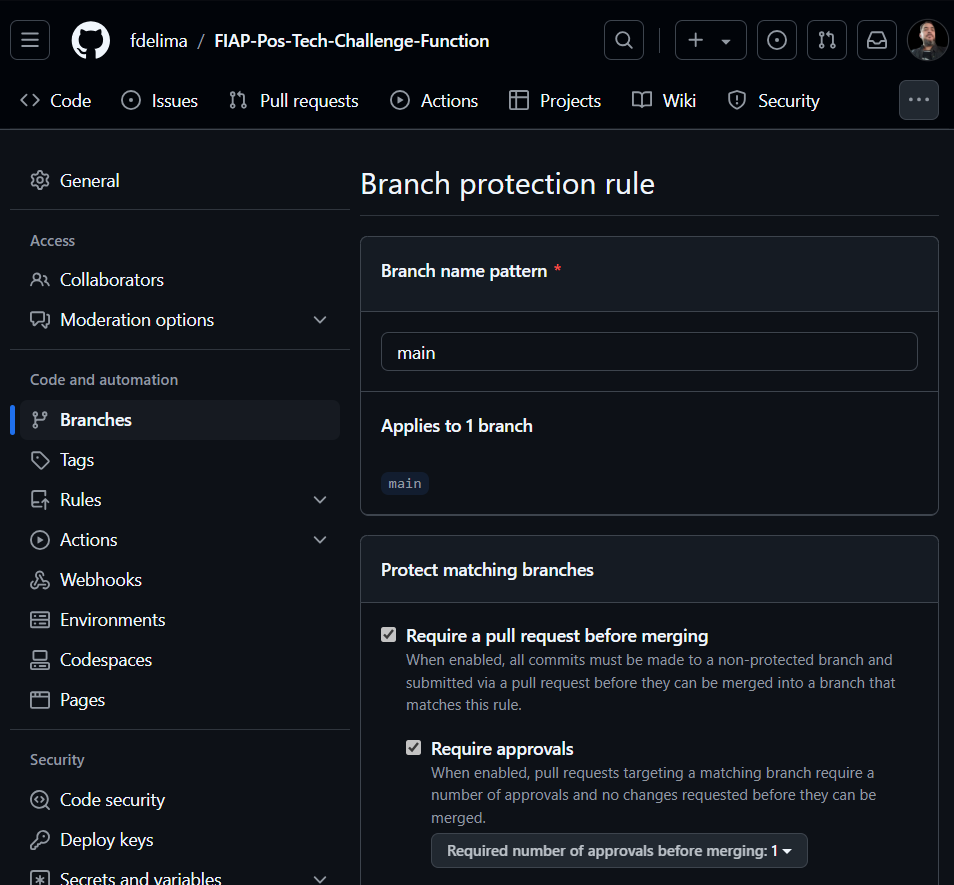 fdelima / FIAP-Pos-Tech-Challenge-Function
Code Issues Pull requests Actions Projects Wiki Security
General
Access
Collaborators
Moderation options
Code and automation
Branches
Tags
Rules
Actions
Webhooks
Environments
Codespaces
Pages
Security
Code security
Deploy keys
Secrets and variables
Branch protection rule
Branch name pattern *
main
Applies to 1 branch
main
Protect matching branches
Require a pull request before merging
When enabled, all commits must be made to a non-protected branch and
submitted via a pull request before they can be merged into a branch that
matches this rule.
Require approvals
When enabled, pull requests targeting a matching branch require a
number of approvals and no changes requested before they can be
merged.
Required number of approvals before merging: 1